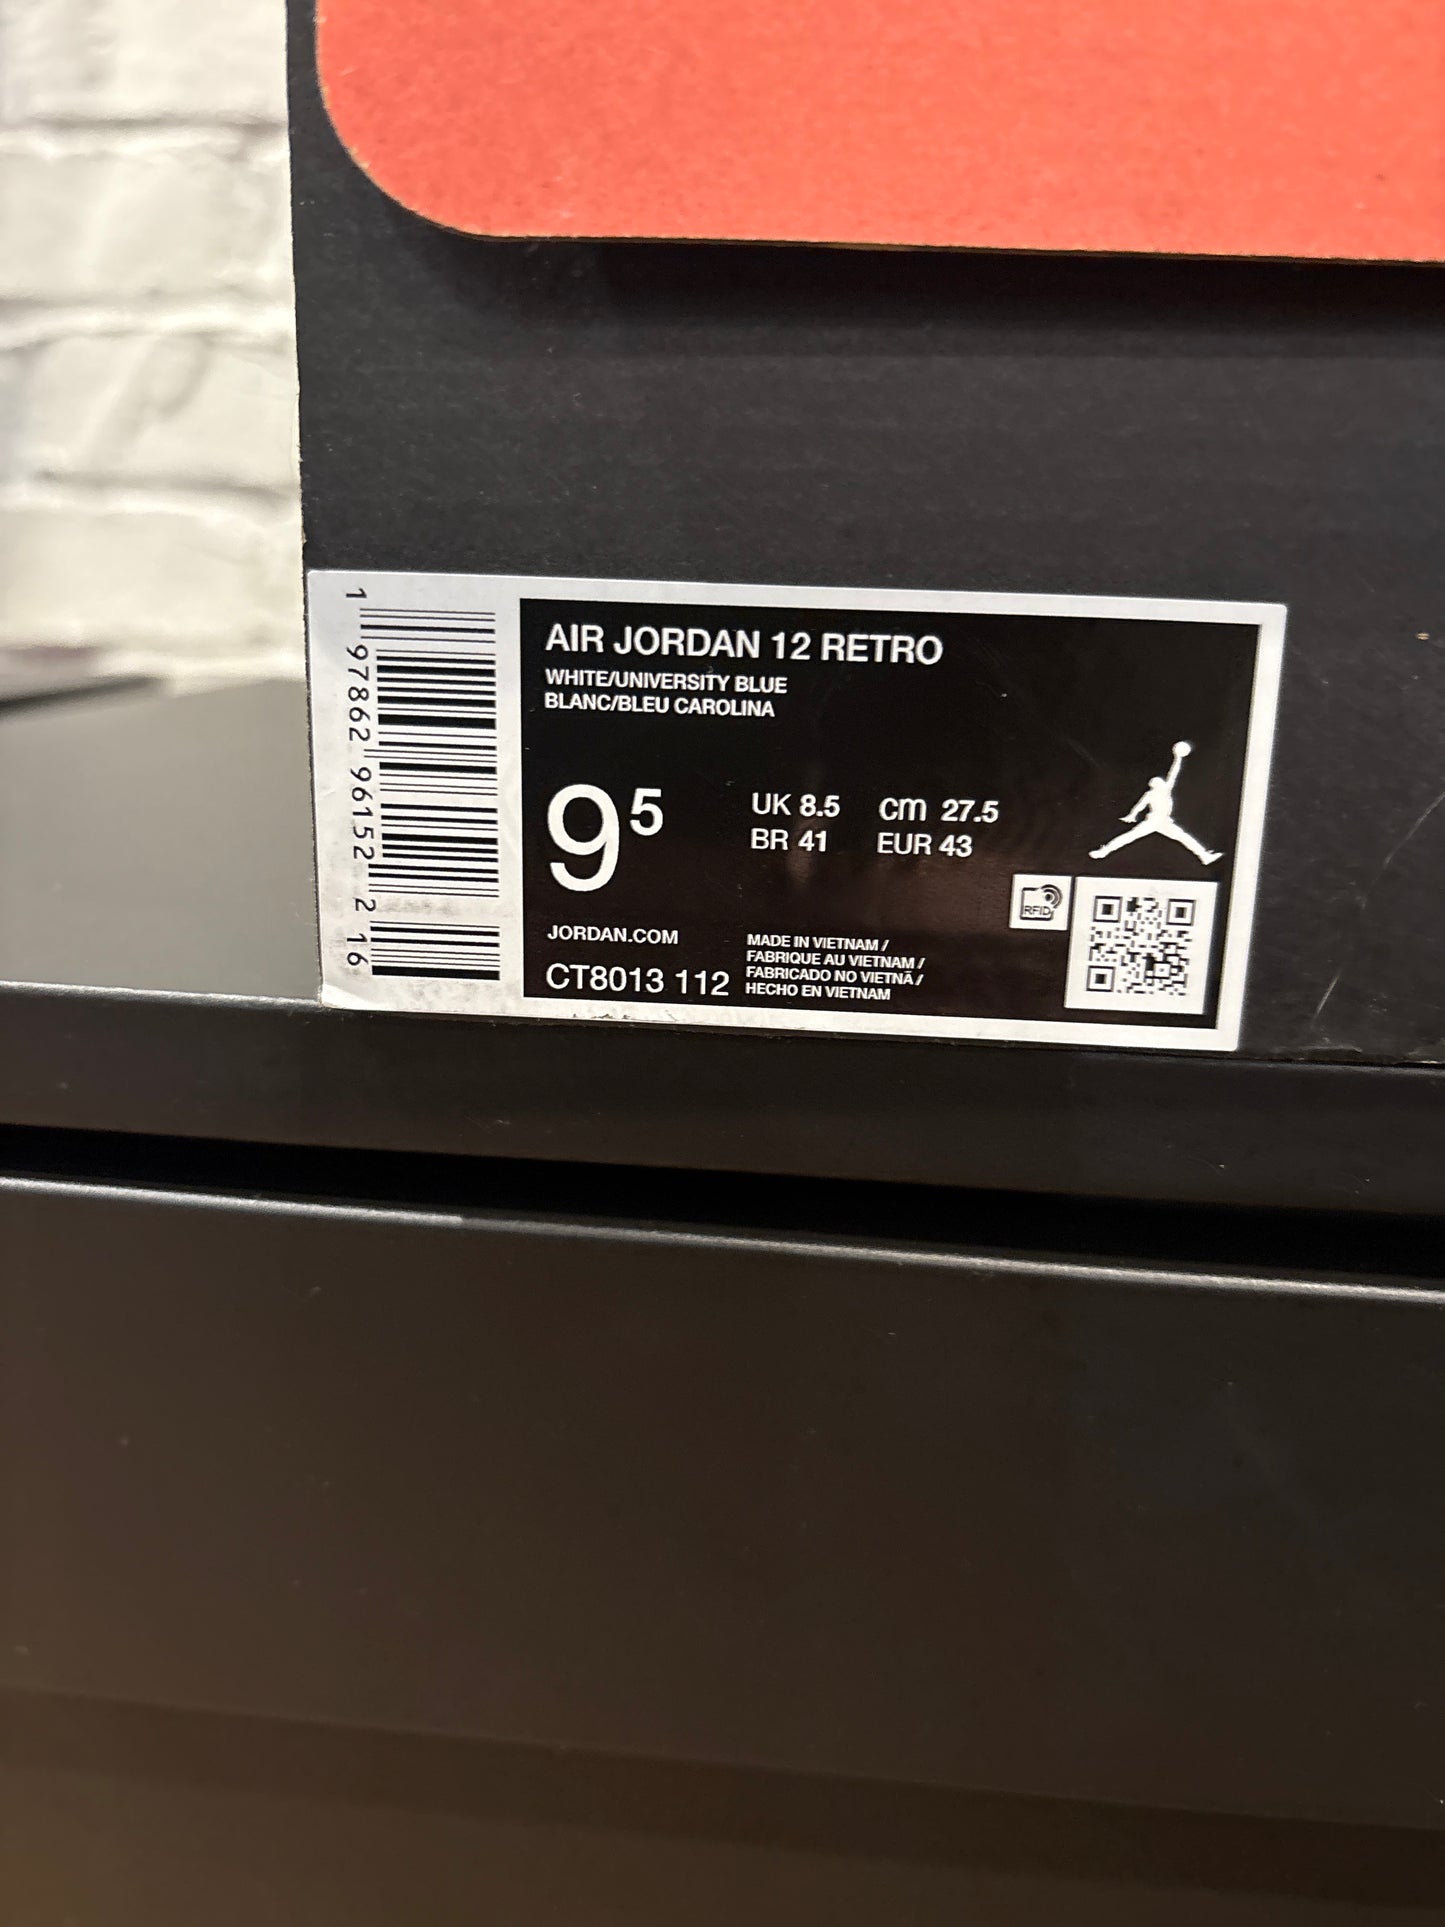 1 97862 96152 2 16
AIR JORDAN 12 RETRO
WHITE/UNIVERSITY BLUE
BLANC/BLEU CAROLINA
9⁵
UK 8.5 cm 27.5
BR 41 EUR 43
RFID
JORDAN.COM
CT8013 112
MADE IN VIETNAM /
FABRIQUE AU VIETNAM /
FABRICADO NO VIETNÃ /
HECHO EN VIETNAM